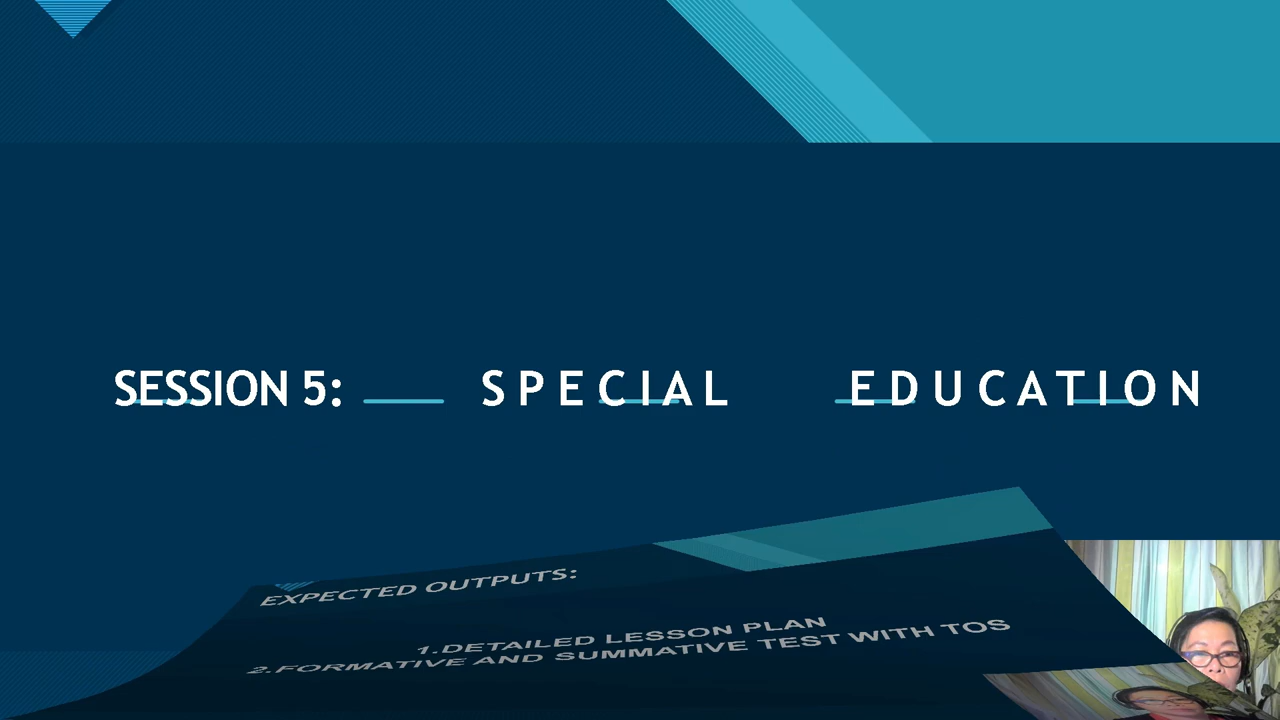 SESSION 5: SPECIAL EDUCATION
EXPECTED OUTPUTS:
1.DETAILED LESSON PLAN
2.FORMATIVE AND SUMMATIVE TEST WITH TOS